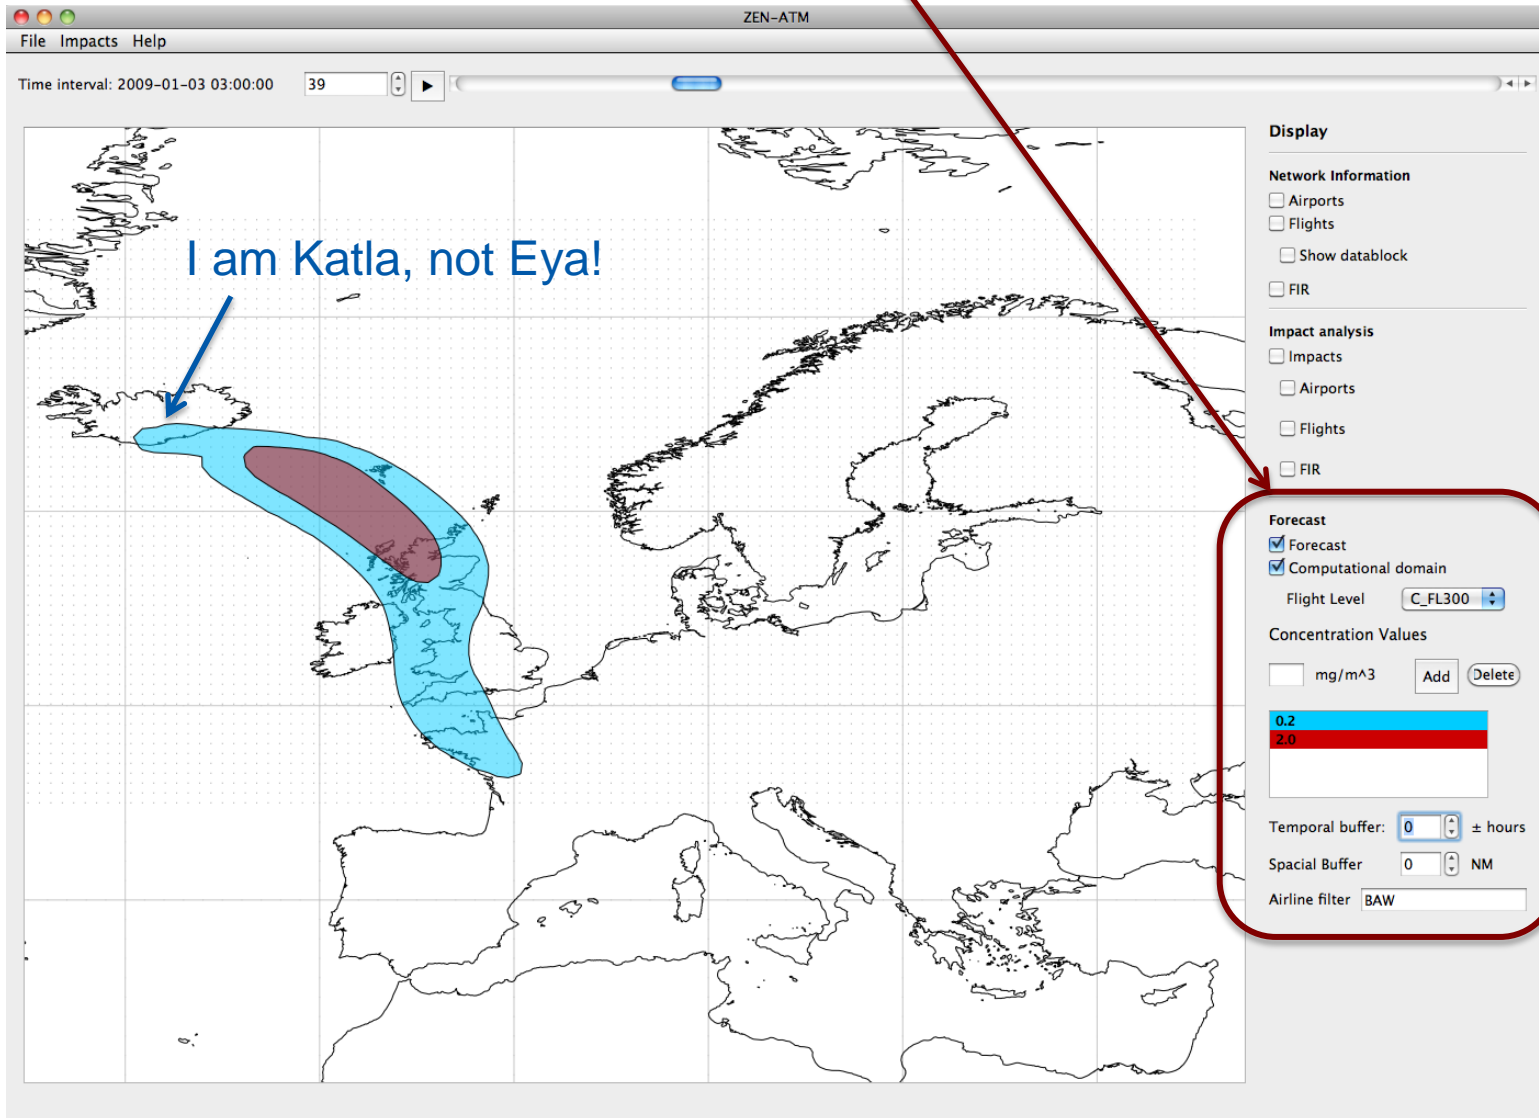 ZEN-ATM
File Impacts Help
Time interval: 2009-01-03 03:00:00 39
I am Katla, not Eya!
Display
Network Information
Airports
Flights
Show datablock
FIR
Impact analysis
Impacts
Airports
Flights
FIR
Forecast
Forecast
Computational domain
Flight Level C_FL300
Concentration Values
mg/m^3 Add Delete
0.2
2.0
Temporal buffer: 0 ± hours
Spacial Buffer 0 NM
Airline filter BAW